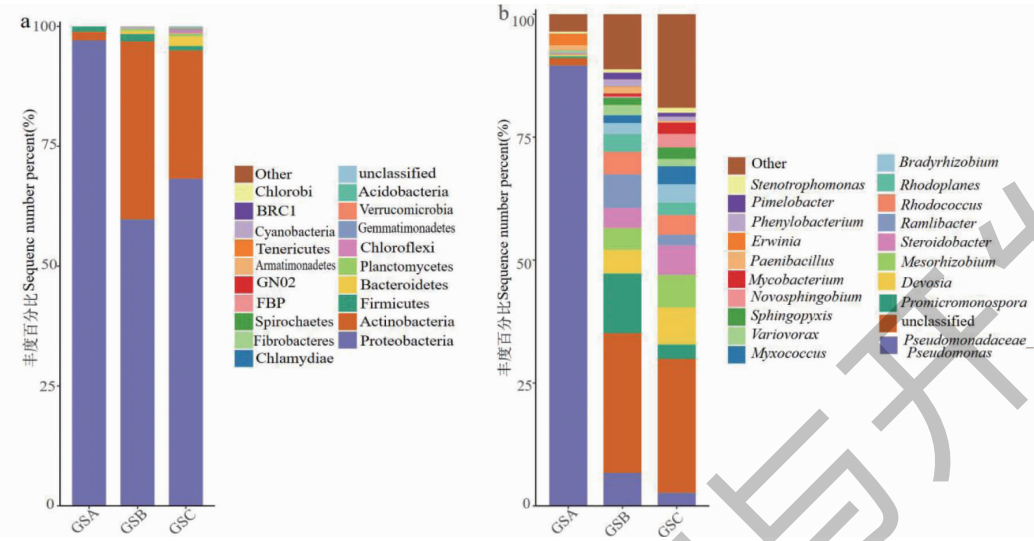 a
丰度百分比Sequence number percent(%)
100
75
50
25
0
GSA
GSB
GSC
Other
Chlorobi
BRC1
Cyanobacteria
Tenericutes
Armatimonadetes
GN02
FBP
Spirochaetes
Fibrobacteres
Chlamydiae
unclassified
Acidobacteria
Verrucomicrobia
Gemmatimonadetes
Chloroflexi
Planctomycetes
Bacteroidetes
Firmicutes
Actinobacteria
Proteobacteria
b
丰度百分比Sequence number percent(%)
100
75
50
25
0
GSA
GSB
GSC
Other
Stenotrophomonas
Pimelobacter
Phenylobacterium
Erwinia
Paenibacillus
Mycobacterium
Novosphingobium
Sphingopyxis
Variovorax
Myxococcus
Bradyrhizobium
Rhodoplanes
Rhodococcus
Ramlibacter
Steroidobacter
Mesorhizobium
Devosia
Promicromonospora
unclassified
Pseudomonadaceae_
Pseudomonas
与开